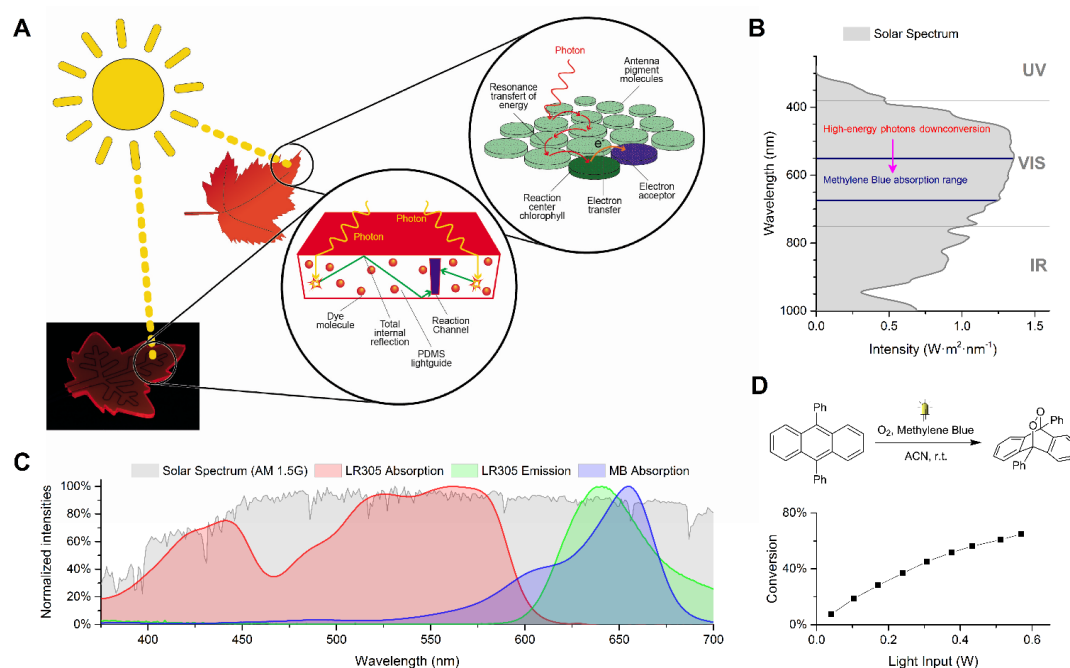 A
Photon
Antenna
pigment
molecules
Resonance
transfert of
energy
e⁻
Reaction
center
chlorophyll
Electron
transfer
Electron
acceptor
Photon
Photon
Dye
molecule
Total
internal
reflection
PDMS
lightguide
Reaction
Channel
B
Solar Spectrum
UV
VIS
IR
High-energy photons downconversion
Methylene Blue absorption range
400
600
800
1000
Wavelength (nm)
0.0
0.5
1.0
1.5
Intensity (W·m²·nm⁻¹)
C
Solar Spectrum (AM 1.5G)
LR305 Absorption
LR305 Emission
MB Absorption
100%
80%
60%
40%
20%
0%
Normalized intensities
400
450
500
550
600
650
700
Wavelength (nm)
D
Ph
Ph
O₂, Methylene Blue
ACN, r.t.
O
O
Ph
Ph
80%
40%
0%
Conversion
0.0
0.2
0.4
0.6
Light Input (W)